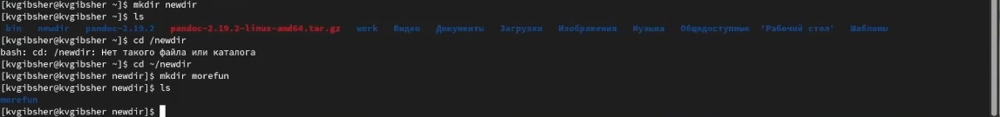 [kvgibsher@kvgibsher ~]$ mkdir newdir
[kvgibsher@kvgibsher ~]$ ls
bin newdir pandoc-2.19.2 pandoc-2.19.2-linux-amd64.tar.gz work Видео Документы Загрузки Изображения Музыка Общедоступные 'Рабочий стол' Шаблоны
[kvgibsher@kvgibsher ~]$ cd /newdir
bash: cd: /newdir: Нет такого файла или каталога
[kvgibsher@kvgibsher ~]$ cd ~/newdir
[kvgibsher@kvgibsher newdir]$ mkdir morefun
[kvgibsher@kvgibsher newdir]$ ls
morefun
[kvgibsher@kvgibsher newdir]$